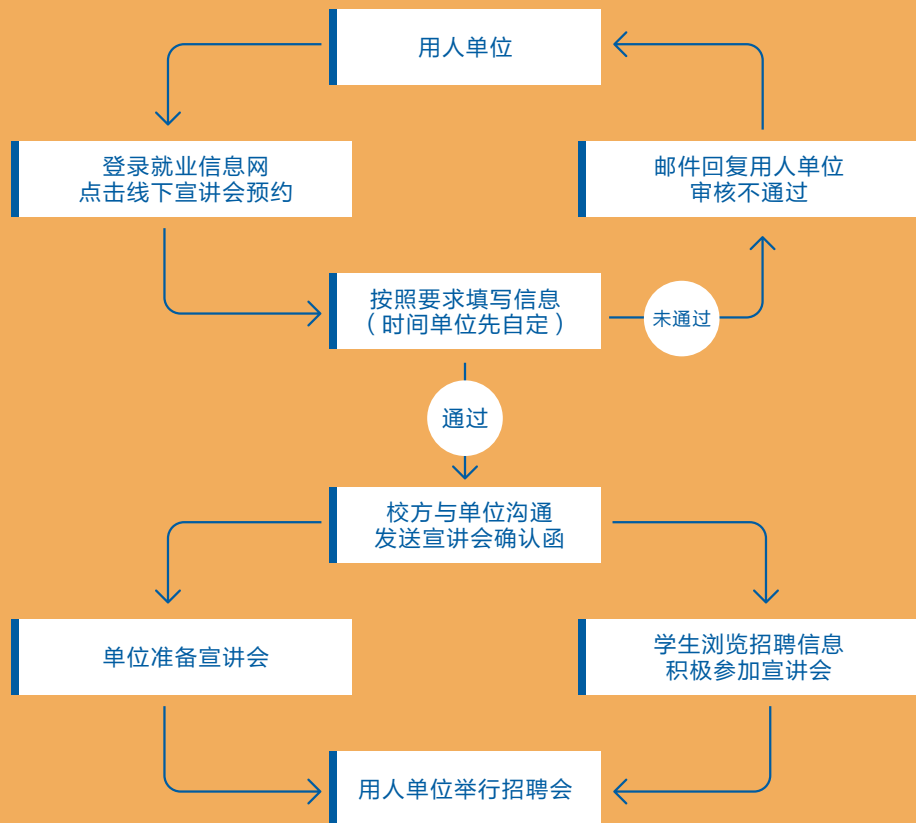 用人单位
登录就业信息网
点击线下宣讲会预约
邮件回复用人单位
审核不通过
按照要求填写信息
（时间单位先自定）
未通过
通过
校方与单位沟通
发送宣讲会确认函
单位准备宣讲会
学生浏览招聘信息
积极参加宣讲会
用人单位举行招聘会